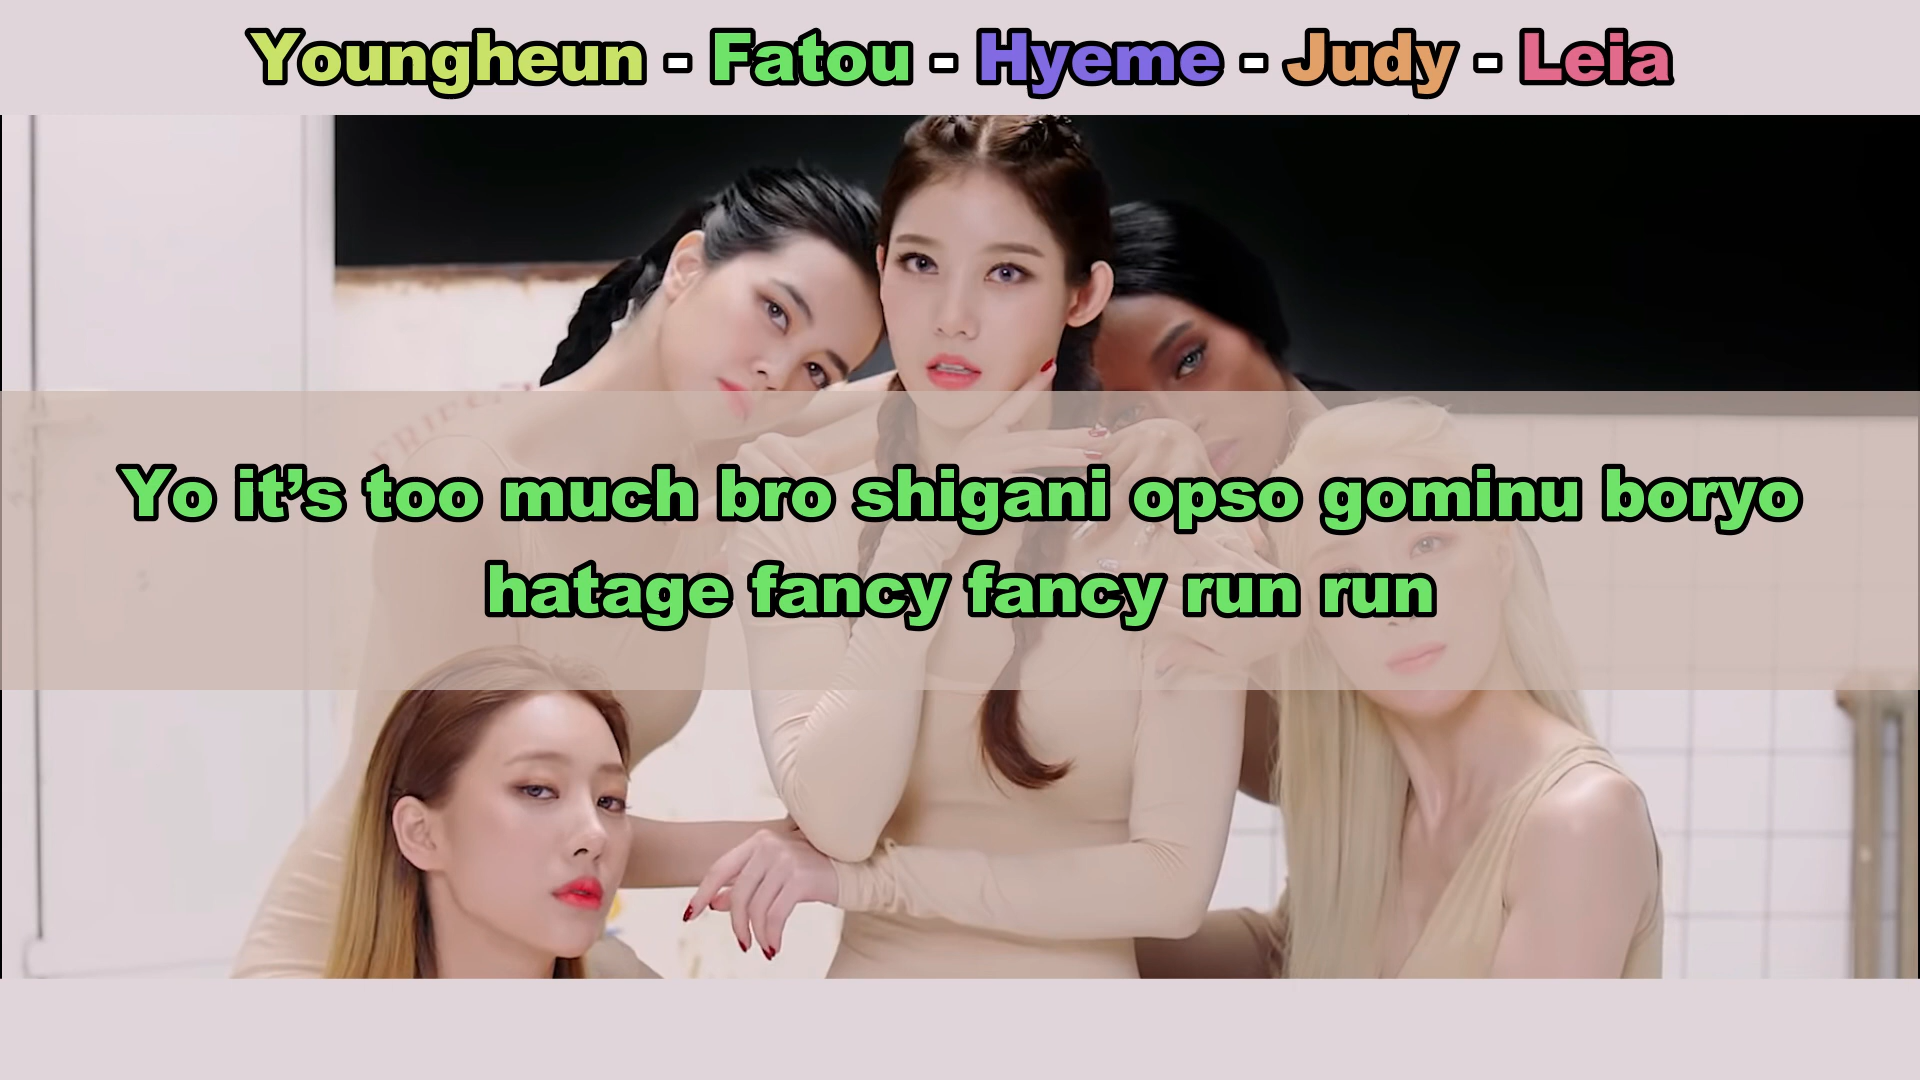 Youngheun - Fatou - Hyeme - Judy - Leia
Yo it’s too much bro shigani opso gominu boryo
hatage fancy fancy run run